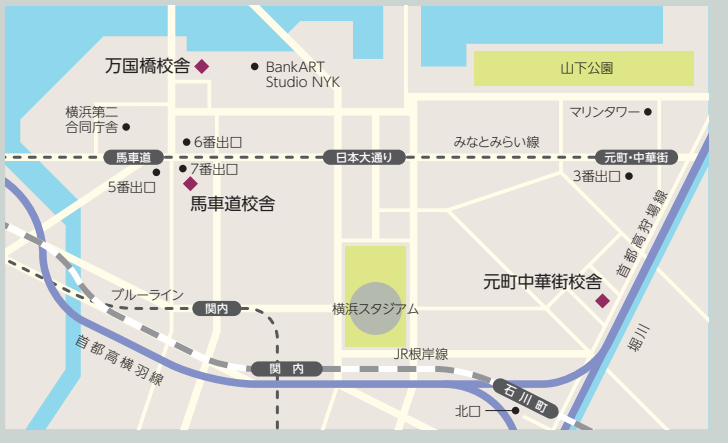 万国橋校舎
BankART
Studio NYK
山下公園
横浜第二
合同庁舎
マリンタワー
6番出口
みなとみらい線
馬車道
日本大通り
元町・中華街
7番出口
5番出口
3番出口
馬車道校舎
首都高狩場線
元町中華街校舎
ブルーライン
関内
横浜スタジアム
堀川
首都高横羽線
JR根岸線
関内
石川町
北口